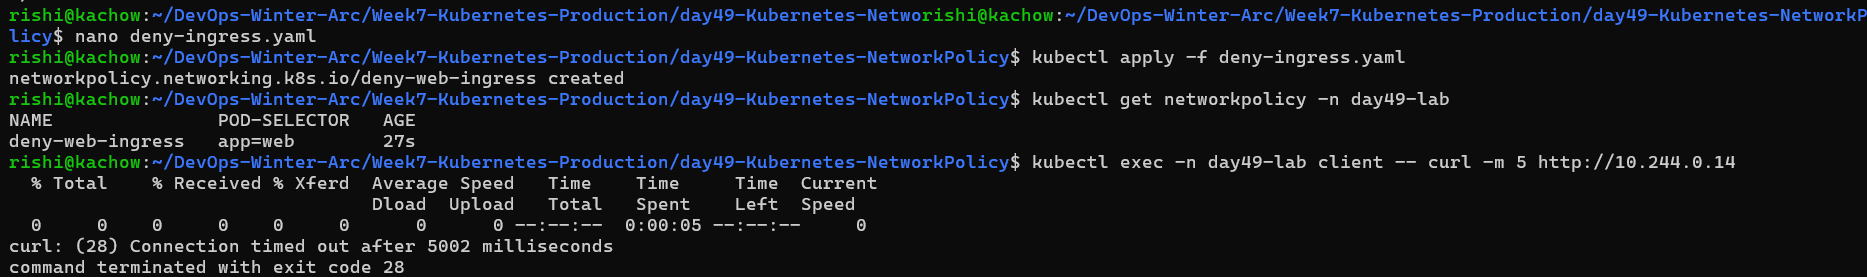 rishi@kachow:~/DevOps-Winter-Arc/Week7-Kubernetes-Production/day49-Kubernetes-Networishi@kachow:~/DevOps-Winter-Arc/Week7-Kubernetes-Production/day49-Kubernetes-NetworkP
licy$ nano deny-ingress.yaml
rishi@kachow:~/DevOps-Winter-Arc/Week7-Kubernetes-Production/day49-Kubernetes-NetworkPolicy$ kubectl apply -f deny-ingress.yaml
networkpolicy.networking.k8s.io/deny-web-ingress created
rishi@kachow:~/DevOps-Winter-Arc/Week7-Kubernetes-Production/day49-Kubernetes-NetworkPolicy$ kubectl get networkpolicy -n day49-lab
NAME               POD-SELECTOR   AGE
deny-web-ingress   app=web        27s
rishi@kachow:~/DevOps-Winter-Arc/Week7-Kubernetes-Production/day49-Kubernetes-NetworkPolicy$ kubectl exec -n day49-lab client -- curl -m 5 http://10.244.0.14
  % Total    % Received % Xferd  Average Speed   Time    Time     Time  Current
                                 Dload  Upload   Total   Spent    Left  Speed
  0     0    0     0    0     0      0      0 --:--:--  0:00:05 --:--:--     0
curl: (28) Connection timed out after 5002 milliseconds
command terminated with exit code 28